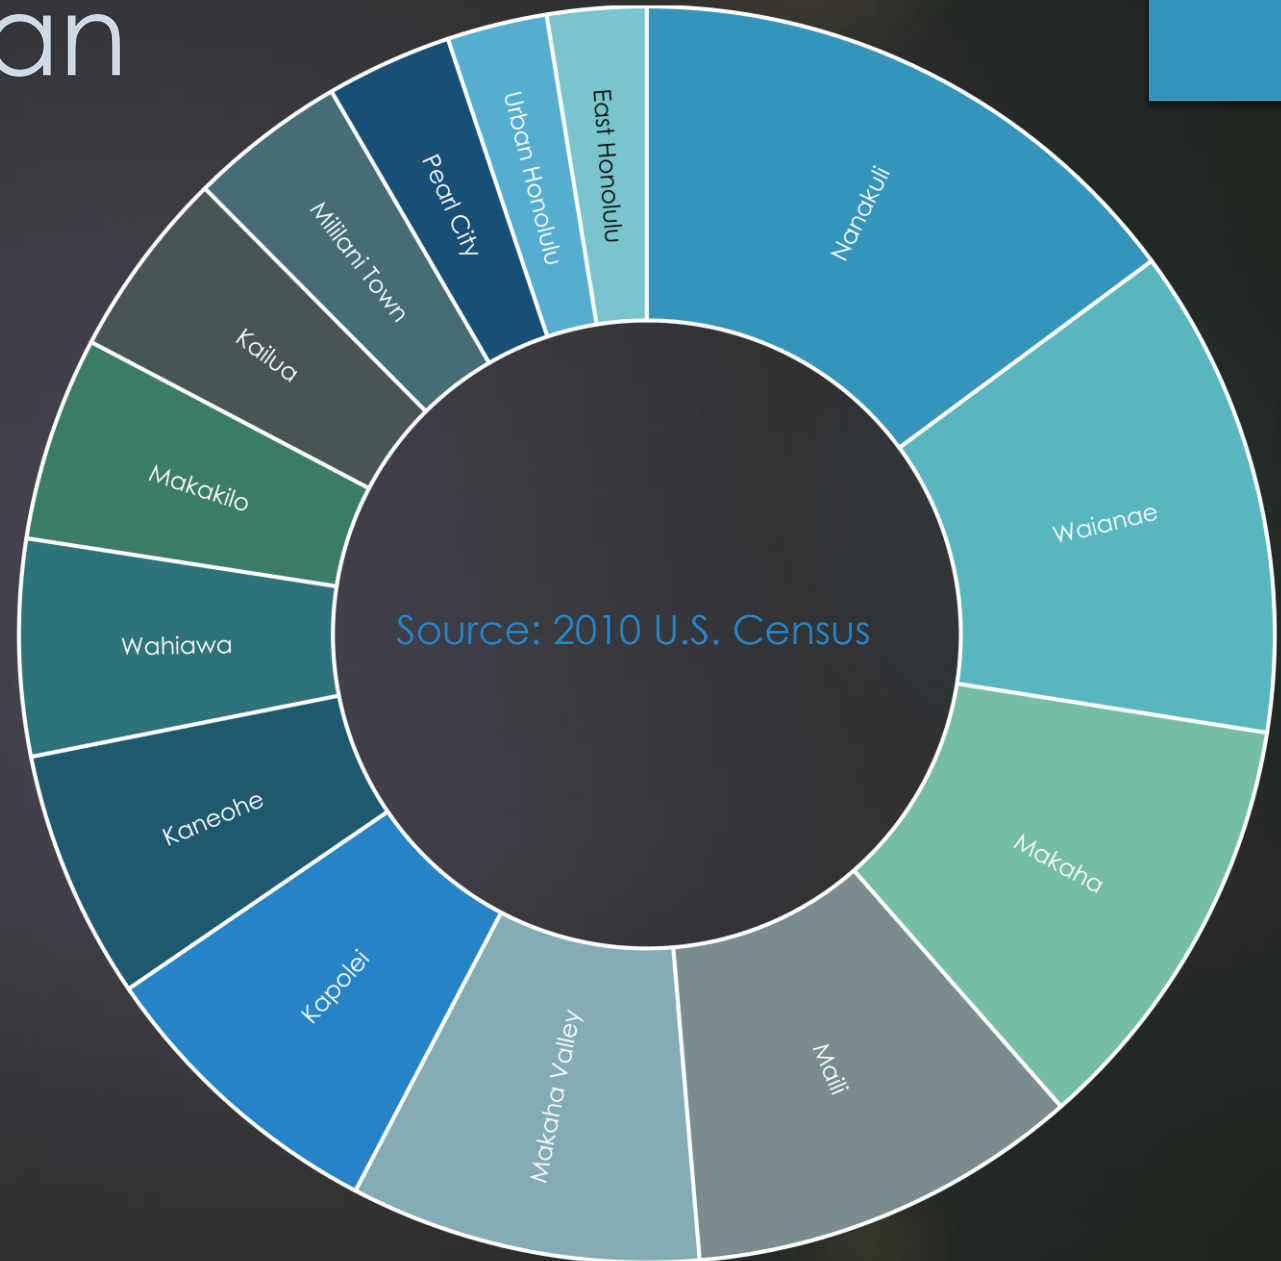 an
East Honolulu
Urban Honolulu
Pearl City
Mililani Town
Kailua
Makakilo
Wahiawa
Kaneohe
Kapolei
Makaha Valley
Maili
Makaha
Waianae
Nanakuli
Source: 2010 U.S. Census